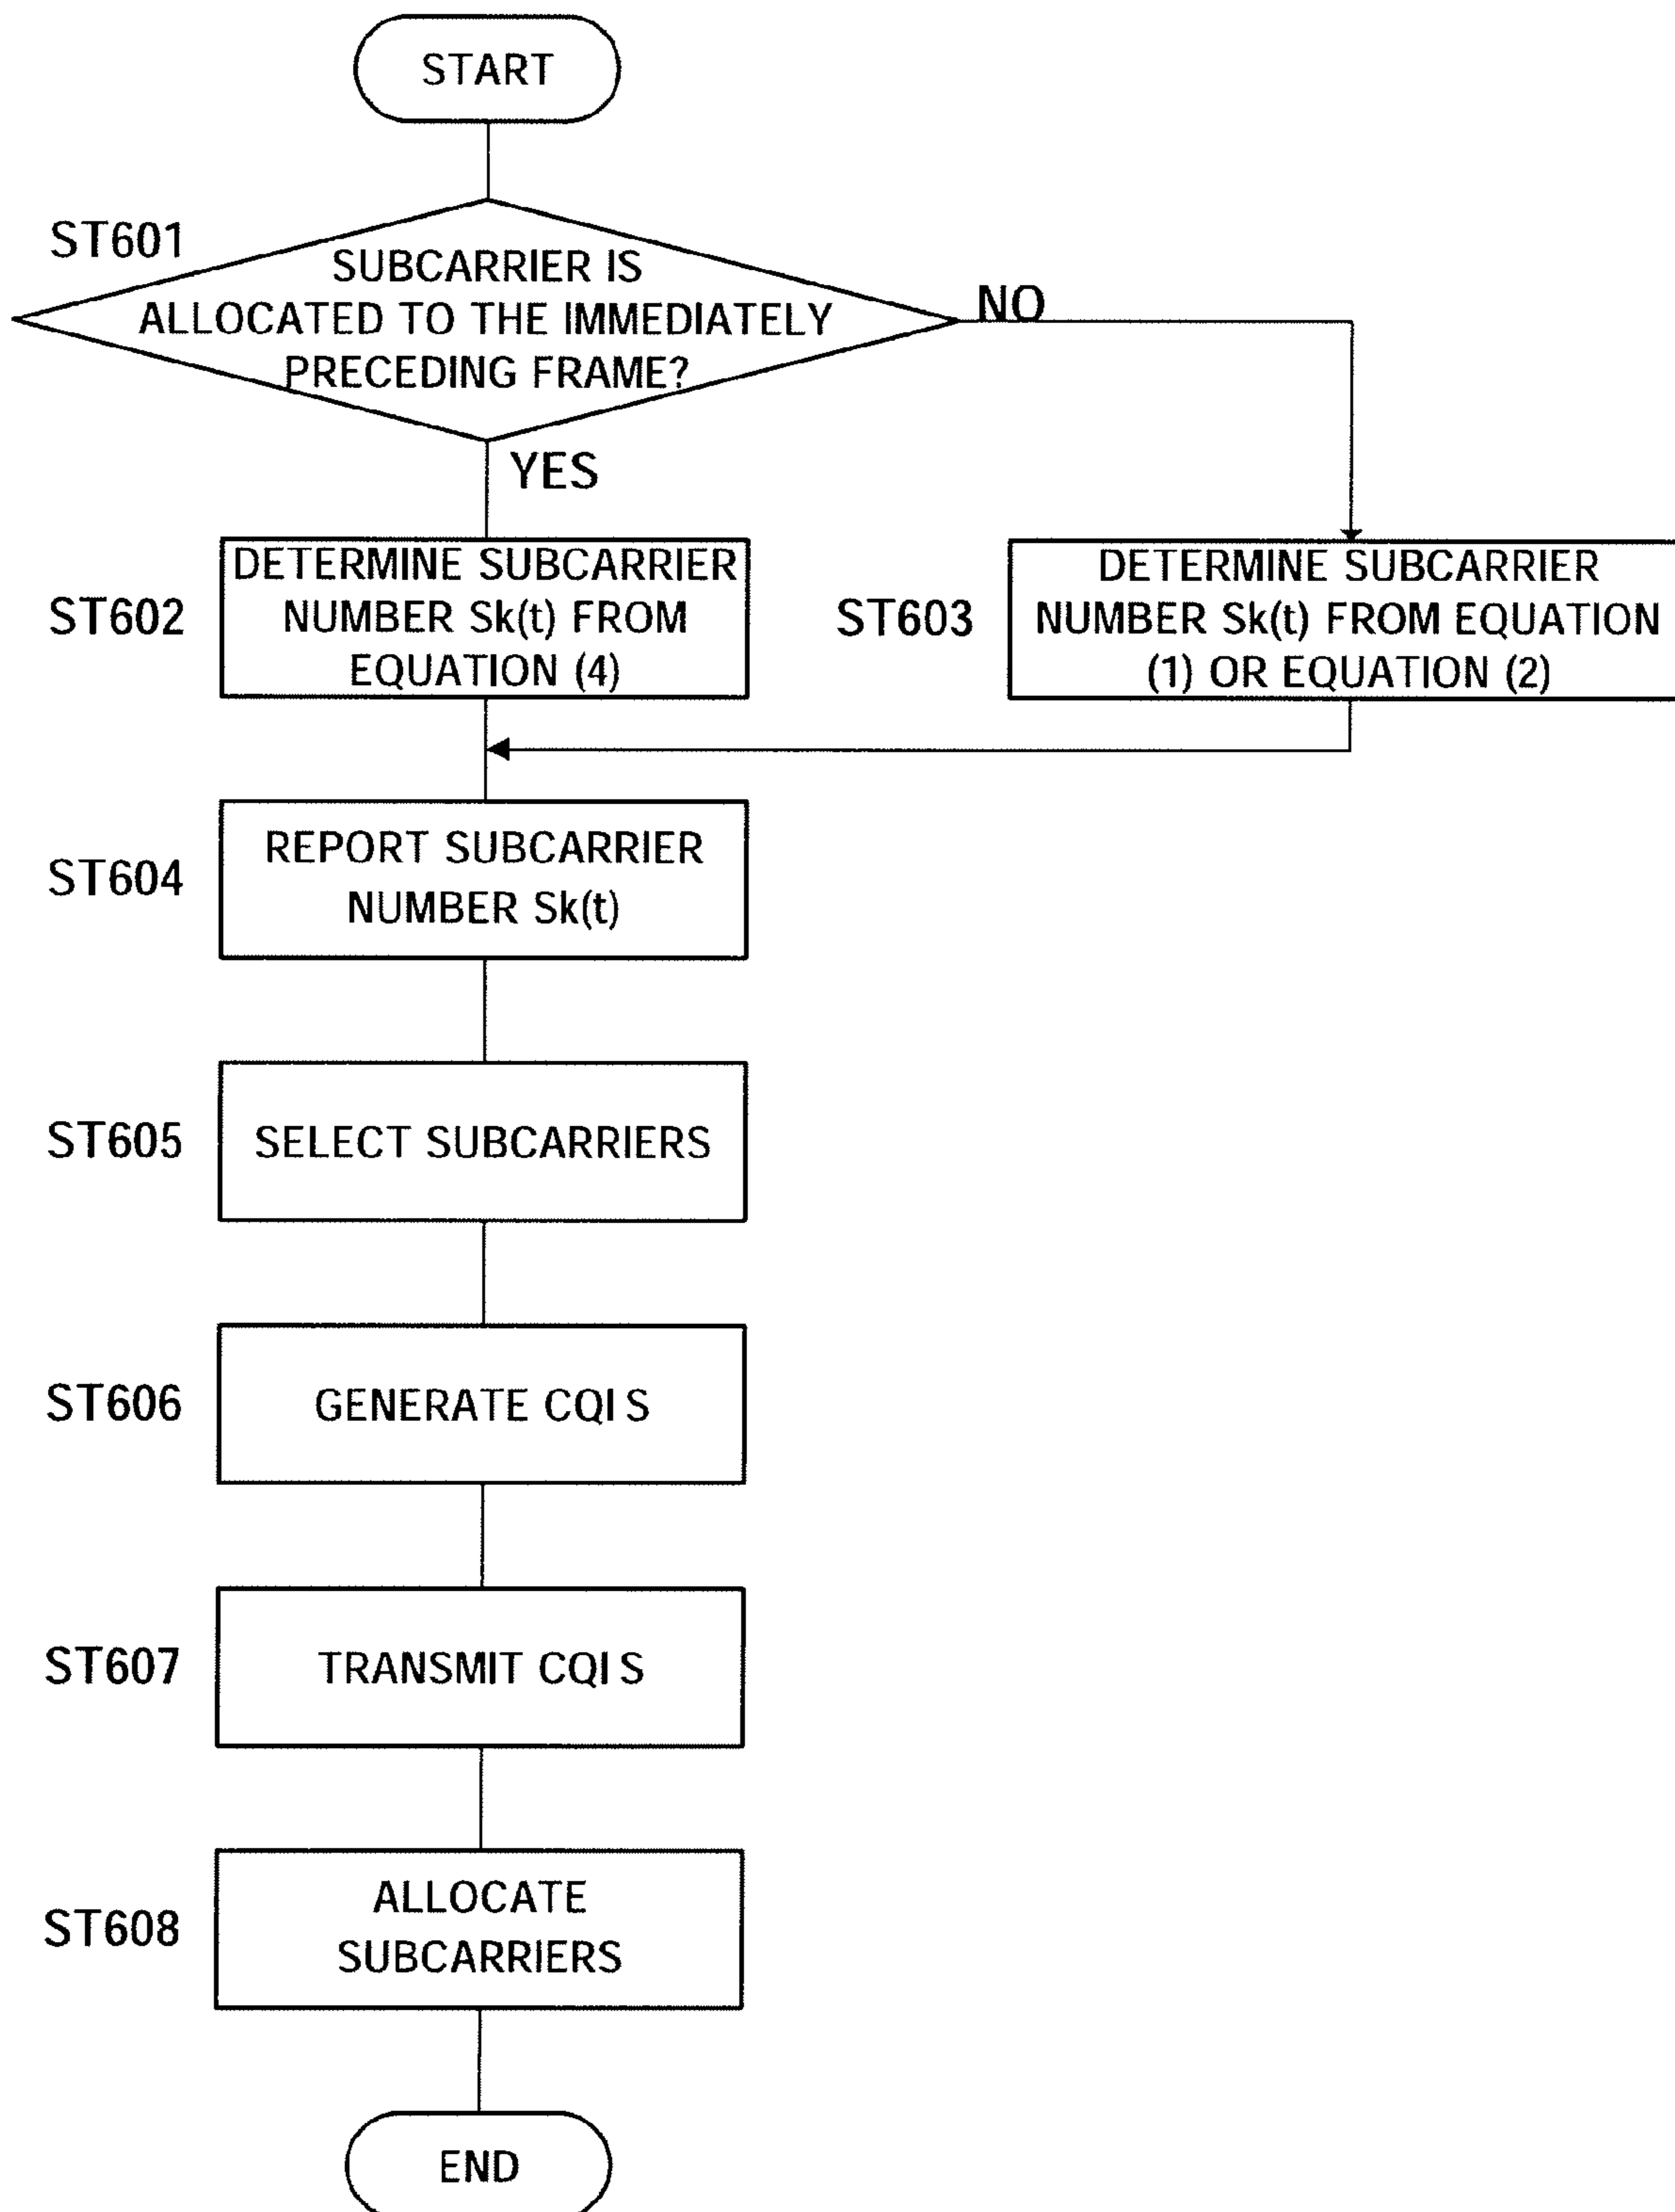 START
ST601
SUBCARRIER IS
ALLOCATED TO THE IMMEDIATELY
PRECEDING FRAME?
NO
YES
ST602
DETERMINE SUBCARRIER
NUMBER Sk(t) FROM
EQUATION (4)
ST603
DETERMINE SUBCARRIER
NUMBER Sk(t) FROM EQUATION
(1) OR EQUATION (2)
ST604
REPORT SUBCARRIER
NUMBER Sk(t)
ST605
SELECT SUBCARRIERS
ST606
GENERATE CQI S
ST607
TRANSMIT CQI S
ST608
ALLOCATE
SUBCARRIERS
END